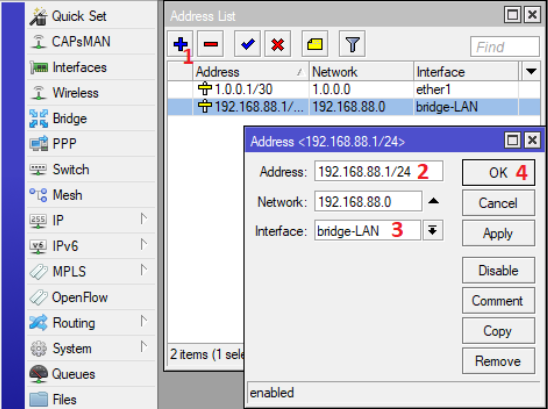 Quick Set
CAPsMAN
Interfaces
Wireless
Bridge
PPP
Switch
Mesh
255 IP
v6 IPv6
MPLS
OpenFlow
Routing
System
Queues
Files
Address List
1
Find
Address Network Interface
1.0.0.1/30 1.0.0.0 ether1
192.168.88.1/... 192.168.88.0 bridge-LAN
2 items (1 sele
Address <192.168.88.1/24>
Address: 192.168.88.1/24 2
Network: 192.168.88.0
Interface: bridge-LAN 3
OK 4
Cancel
Apply
Disable
Comment
Copy
Remove
enabled